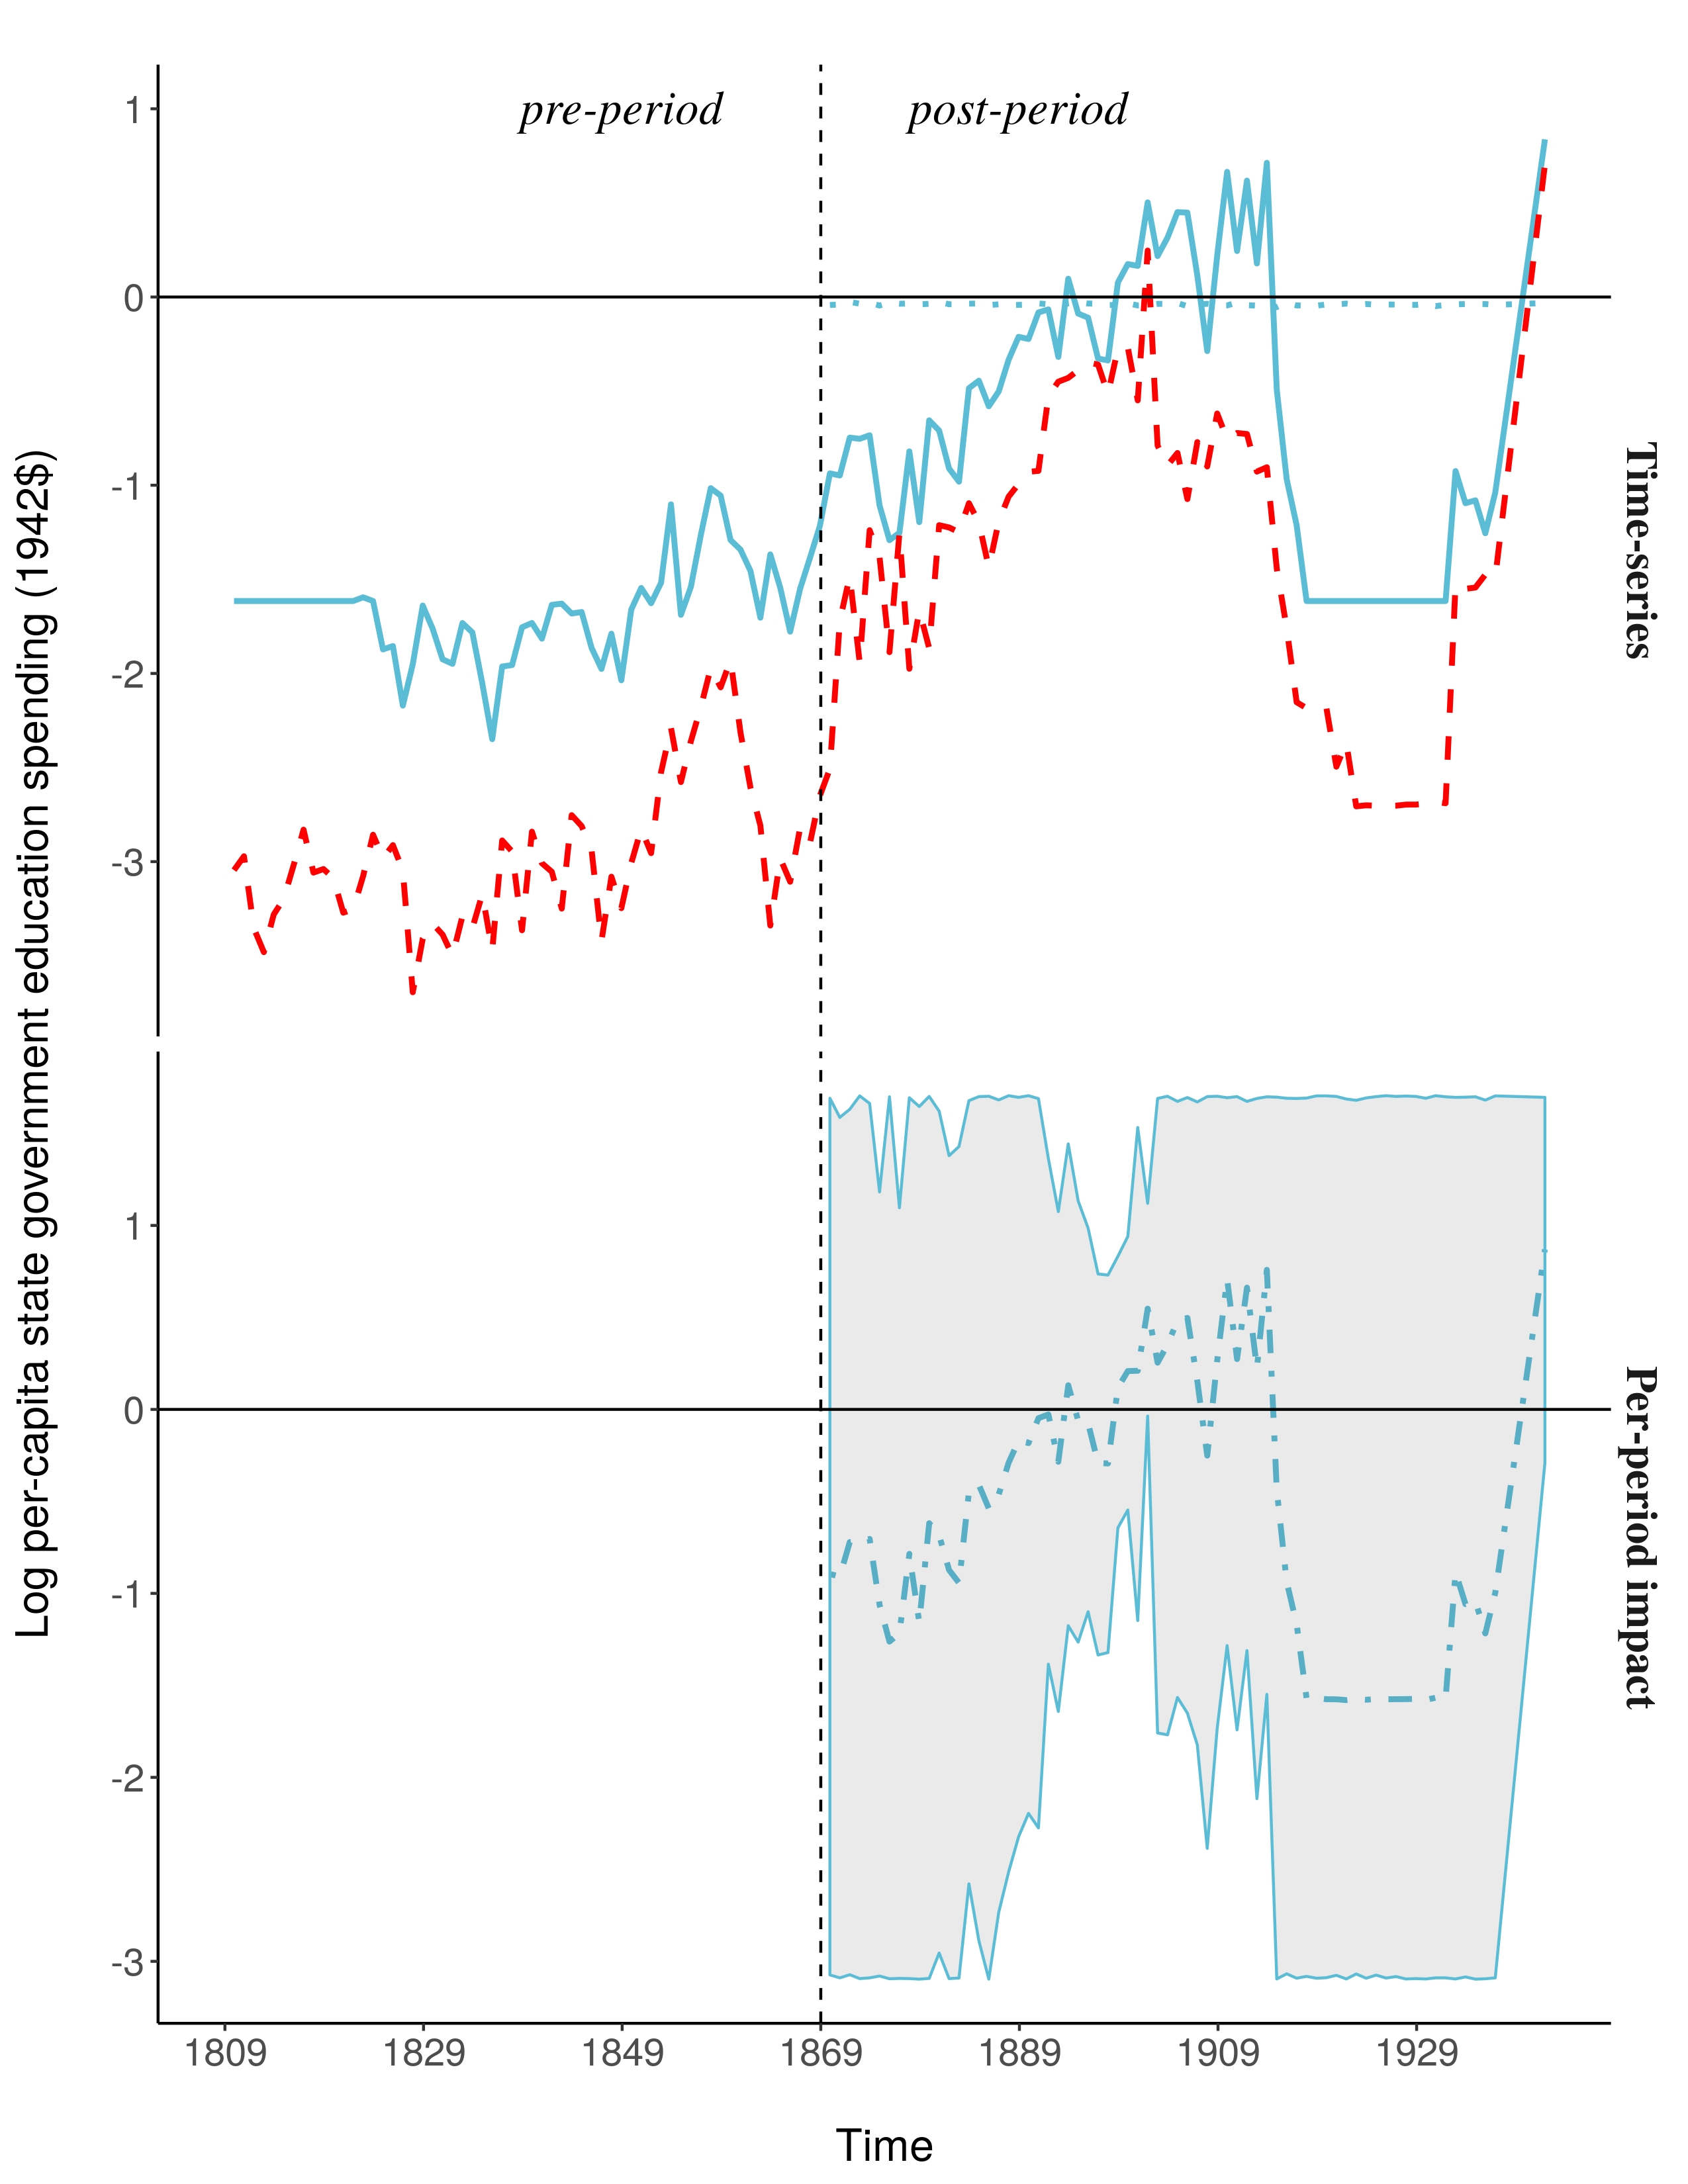 Log per-capita state government education spending (1942$)
pre-period
post-period
1
0
-1
-2
-3
Time-series
1
0
-1
-2
-3
Per-period impact
1809 1829 1849 1869 1889 1909 1929
Time